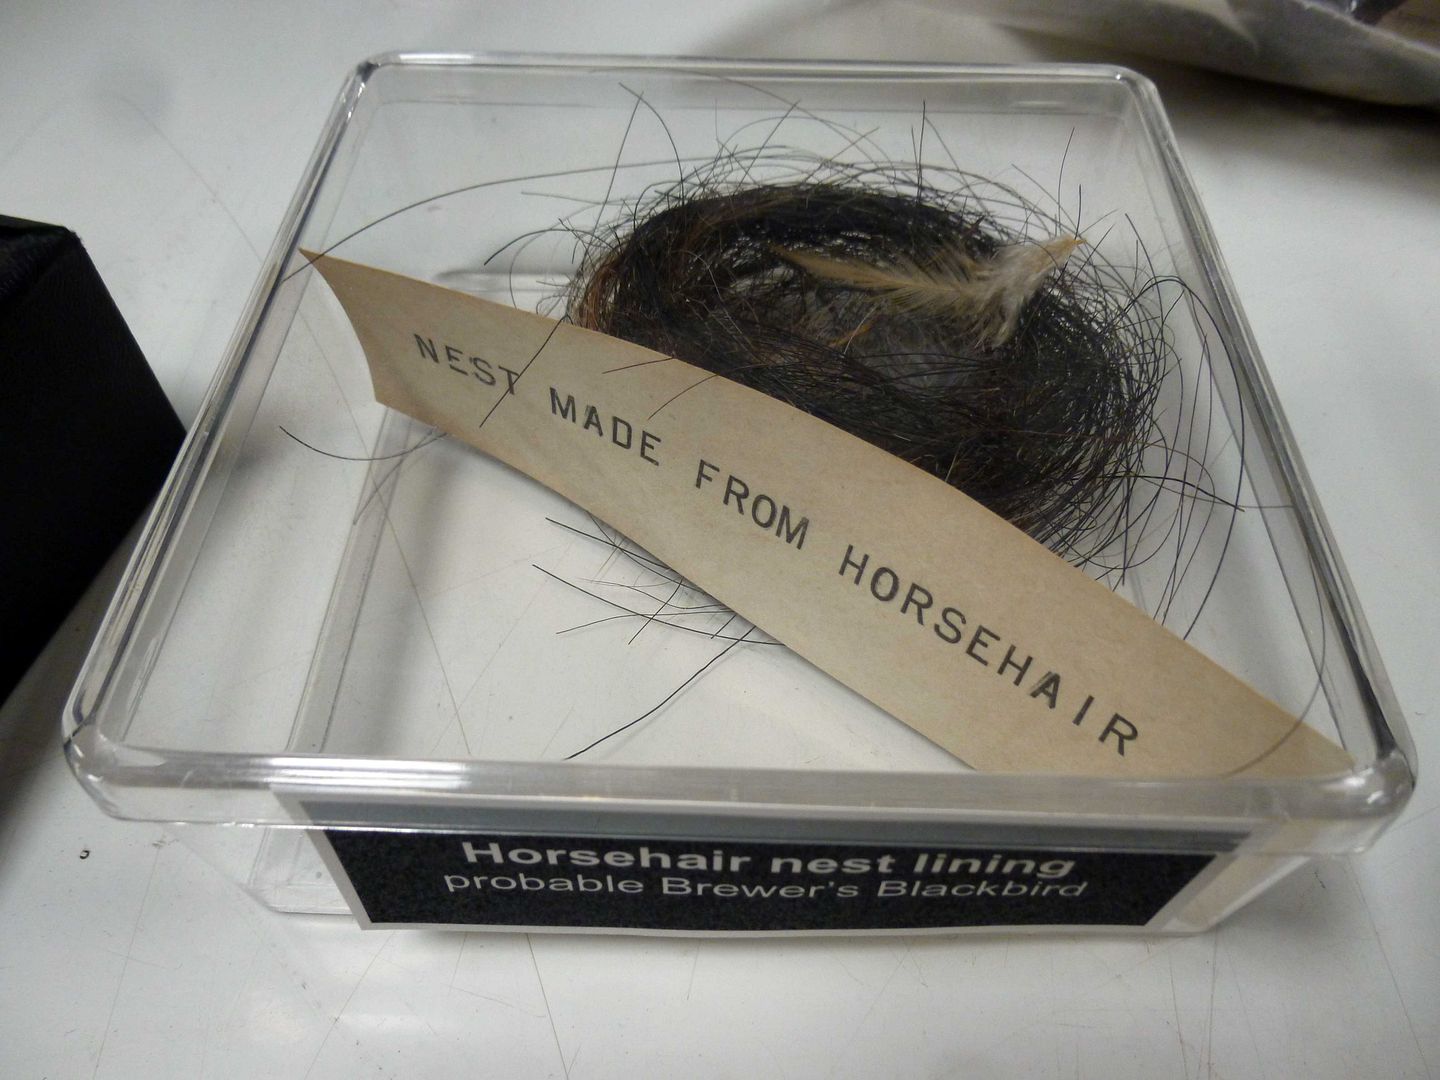 NEST MADE FROM HORSEHAIR
Horsehair nest lining
probable Brewer's Blackbird